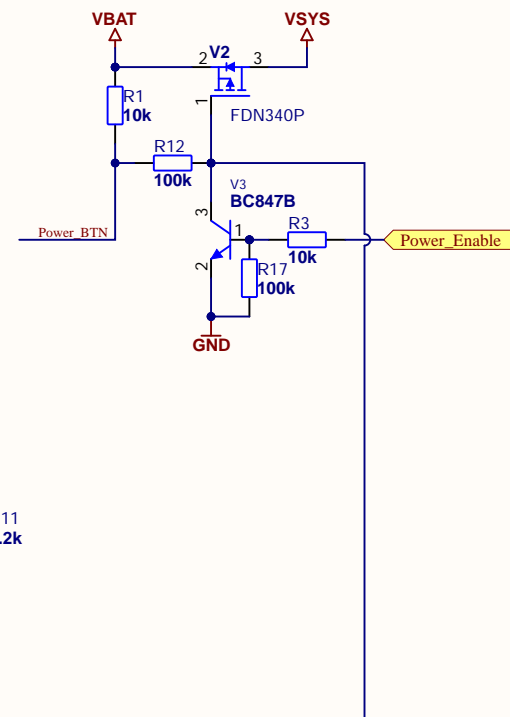 VBAT
VSYS
V2
2
3
1
FDN340P
R1
10k
R12
100k
V3
BC847B
3
1
2
R3
10k
Power_BTN
Power_Enable
R17
100k
GND
11
.2k